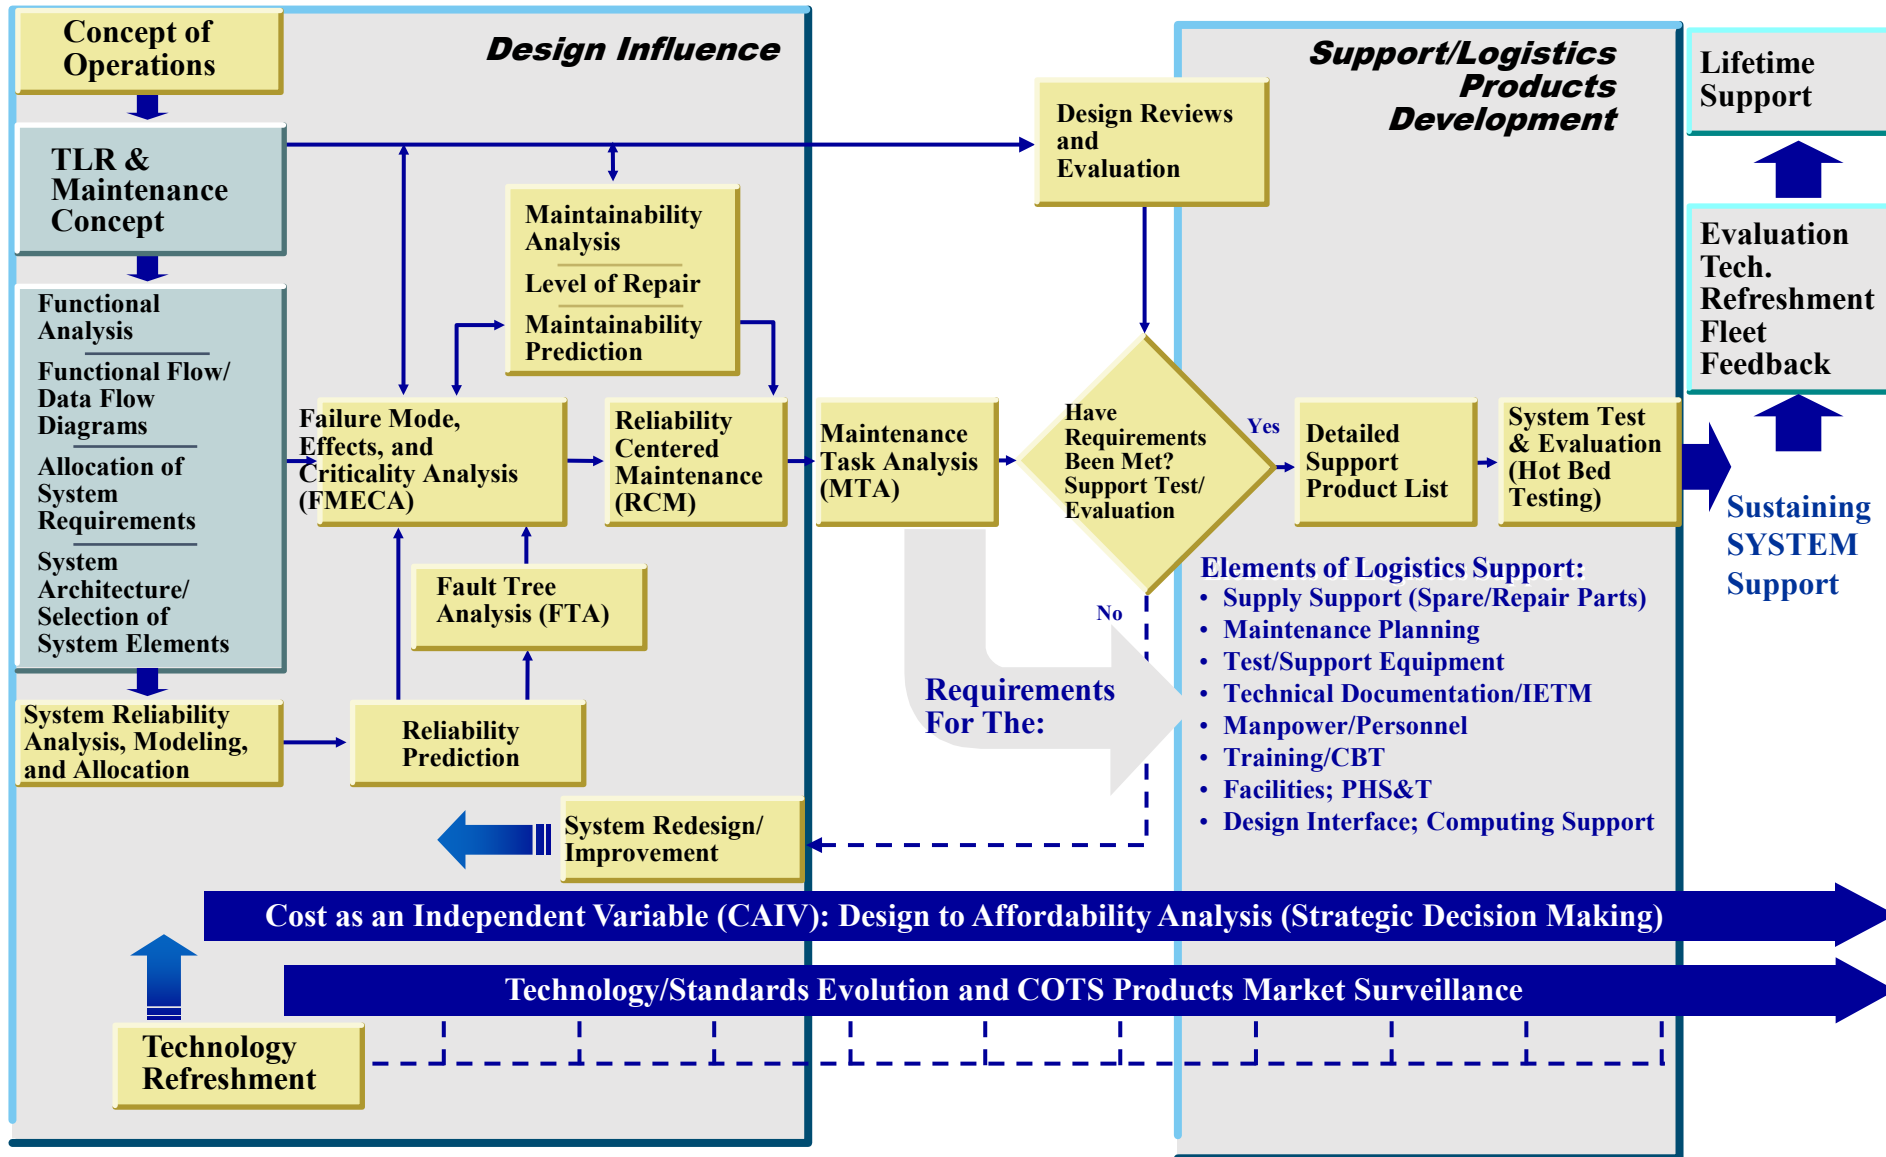 Concept of
Operations
Design Influence
Support/Logistics
Products
Development
Lifetime
Support
TLR &
Maintenance
Concept
Design Reviews
and
Evaluation
Maintainability
Analysis
Level of Repair
Maintainability
Prediction
Evaluation
Tech.
Refreshment
Fleet
Feedback
Functional
Analysis
Functional Flow/
Data Flow
Diagrams
Allocation of
System
Requirements
System
Architecture/
Selection of
System Elements
Failure Mode,
Effects, and
Criticality Analysis
(FMECA)
Reliability
Centered
Maintenance
(RCM)
Maintenance
Task Analysis
(MTA)
Have
Requirements
Been Met?
Support Test/
Evaluation
Yes
No
Detailed
Support
Product List
System Test
& Evaluation
(Hot Bed
Testing)
Sustaining
SYSTEM
Support
Fault Tree
Analysis (FTA)
System Reliability
Analysis, Modeling,
and Allocation
Reliability
Prediction
Requirements
For The:
Elements of Logistics Support:
• Supply Support (Spare/Repair Parts)
• Maintenance Planning
• Test/Support Equipment
• Technical Documentation/IETM
• Manpower/Personnel
• Training/CBT
• Facilities; PHS&T
• Design Interface; Computing Support
System Redesign/
Improvement
Cost as an Independent Variable (CAIV): Design to Affordability Analysis (Strategic Decision Making)
Technology/Standards Evolution and COTS Products Market Surveillance
Technology
Refreshment